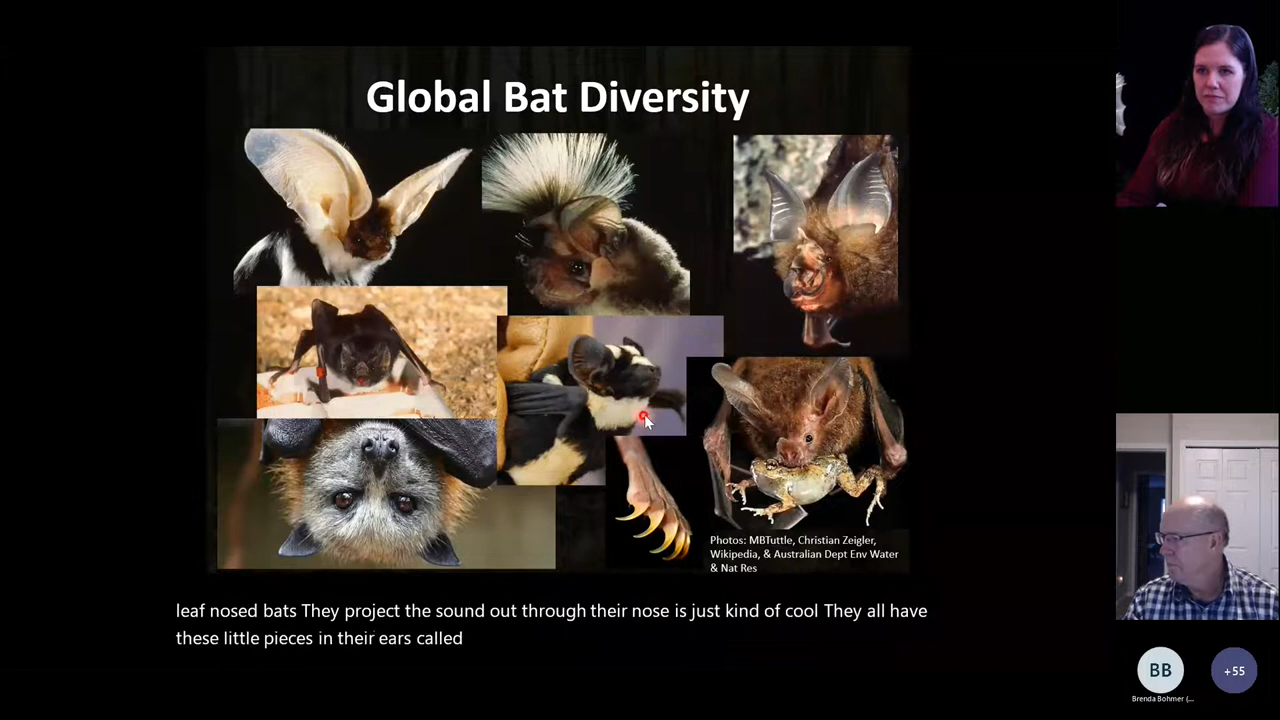 Global Bat Diversity
Photos: MBTuttle, Christian Zeigler,
Wikipedia, & Australian Dept Env Water
& Nat Res
leaf nosed bats They project the sound out through their nose is just kind of cool They all have
these little pieces in their ears called
BB
+55
Brenda Bohmer (...